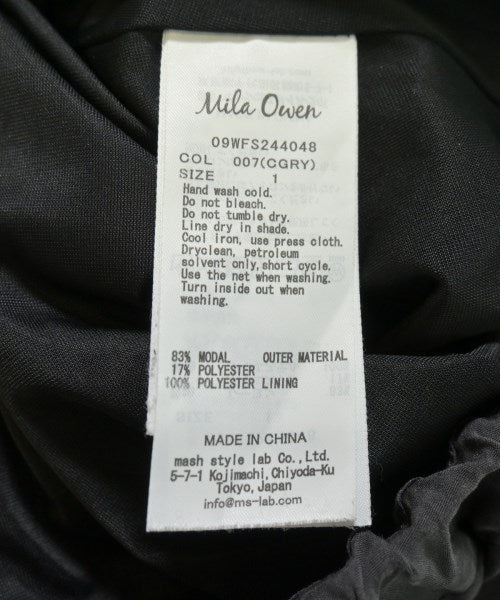 Mila Owen
09WFS244048
COL 007(CGRY)
SIZE 1
Hand wash cold.
Do not bleach.
Do not tumble dry.
Line dry in shade.
Cool iron, use press cloth.
Dryclean, petroleum
solvent only,short cycle.
Use the net when washing.
Turn inside out when
washing.
83% MODAL OUTER MATERIAL
17% POLYESTER
100% POLYESTER LINING
MADE IN CHINA
mash style lab Co.,Ltd.
5-7-1 Kojimachi,Chiyoda-Ku
Tokyo,Japan
info@ms-lab.com